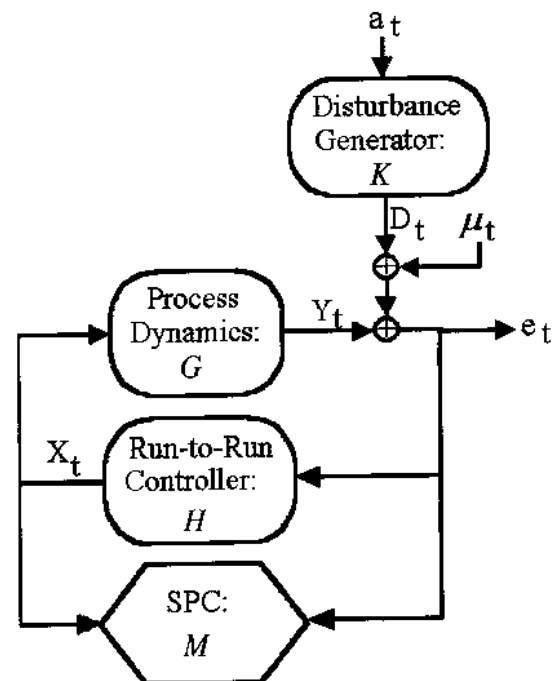 a_t
Disturbance
Generator:
K
D_t
μ_t
Process
Dynamics:
G
Y_t
e_t
X_t
Run-to-Run
Controller:
H
SPC:
M